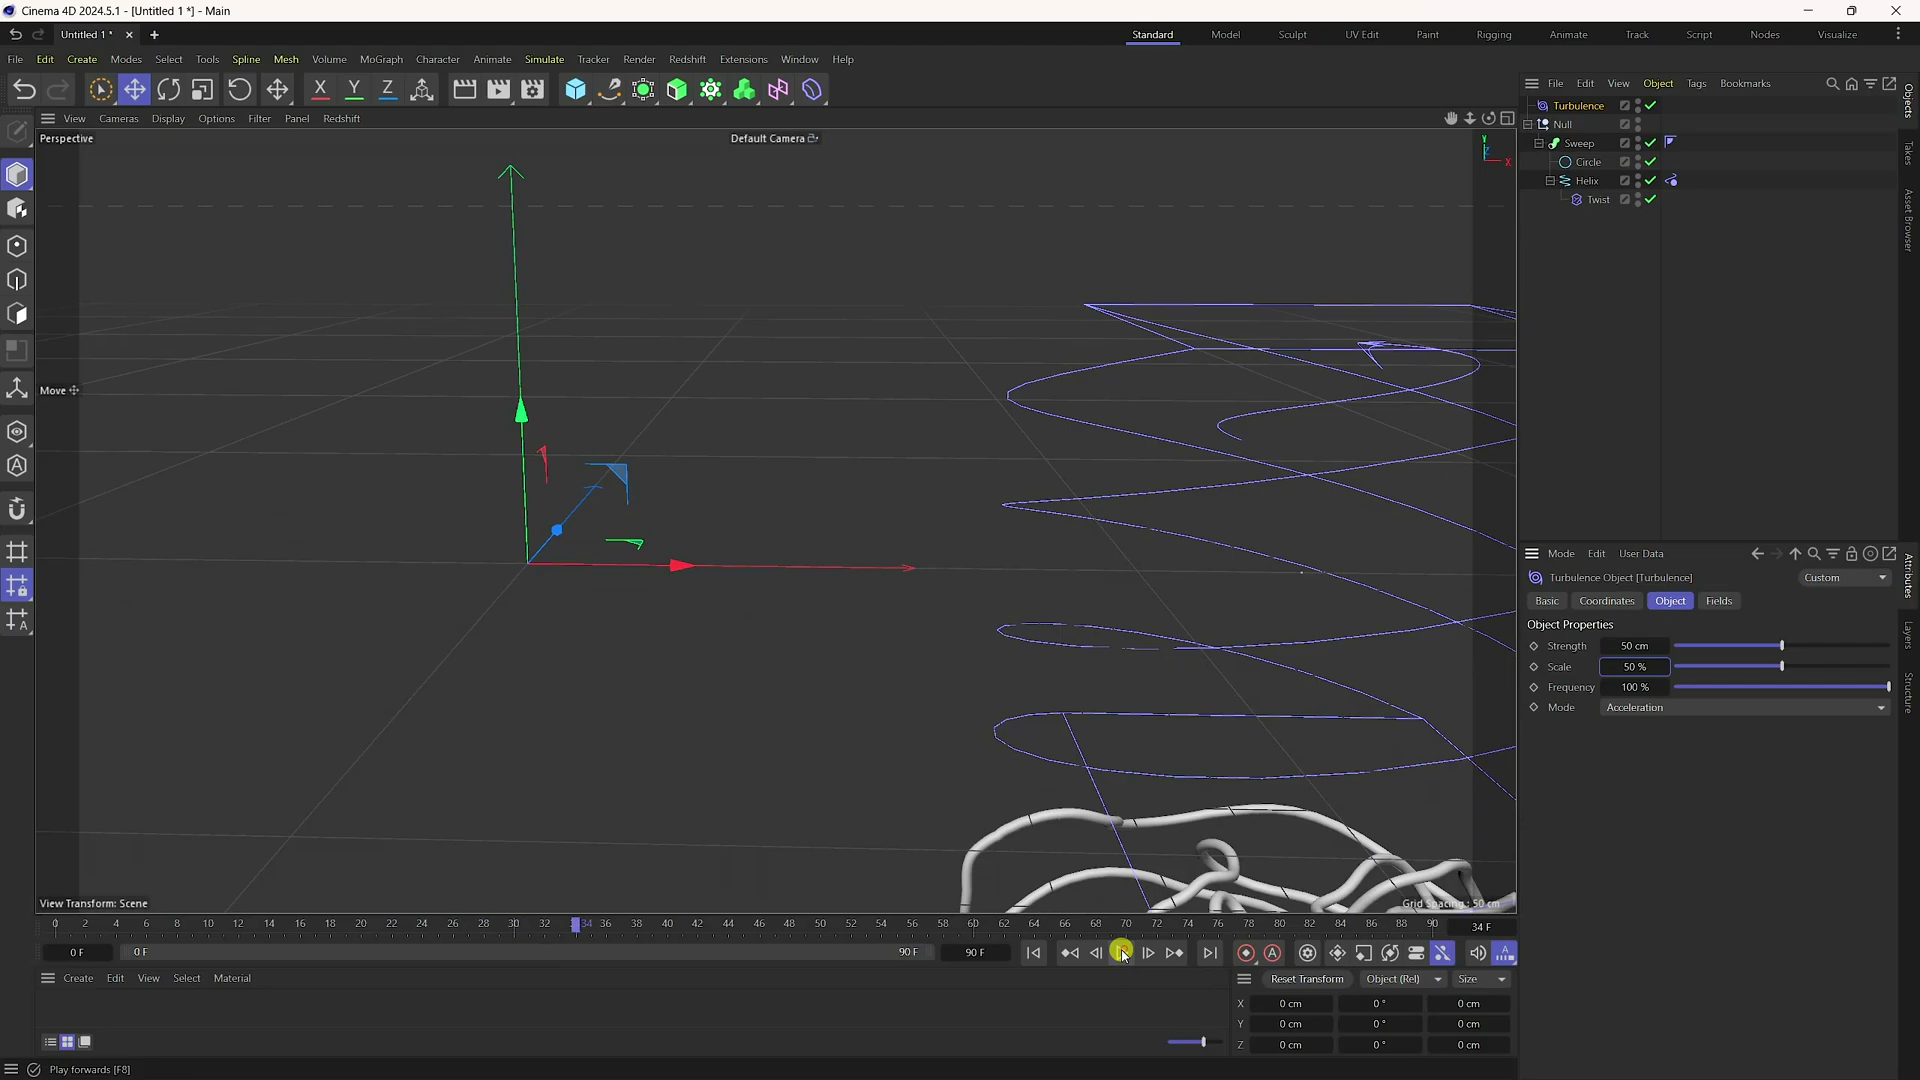 Cinema 4D 2024.5.1 - [Untitled 1 *] - Main
Untitled 1 *
Standard Model Sculpt UV Edit Paint Rigging Animate Track Script Nodes Visualize
File Edit Create Modes Select Tools Spline Mesh Volume MoGraph Character Animate Simulate Tracker Render Redshift Extensions Window Help
X Y Z
File Edit View Object Tags Bookmarks
View Cameras Display Options Filter Panel Redshift
Perspective
Default Camera
Y
Z
X
Turbulence
Null
Sweep
Circle
Helix
Twist
Objects
Takes
Asset Browser
Move
Mode Edit User Data
Turbulence Object [Turbulence]
Custom
Basic Coordinates Object Fields
Object Properties
Strength 50 cm
Scale 50 %
Frequency 100 %
Mode Acceleration
Attributes
Layers
Structure
View Transform: Scene
Grid Spacing : 50 cm
0 2 4 6 8 10 12 14 16 18 20 22 24 26 28 30 32 34 36 38 40 42 44 46 48 50 52 54 56 58 60 62 64 66 68 70 72 74 76 78 80 82 84 86 88 90
34 F
0 F 0 F 90 F 90 F
Create Edit View Select Material
Reset Transform Object (Rel) Size
X 0 cm 0 ° 0 cm
Y 0 cm 0 ° 0 cm
Z 0 cm 0 ° 0 cm
Play forwards [F8]